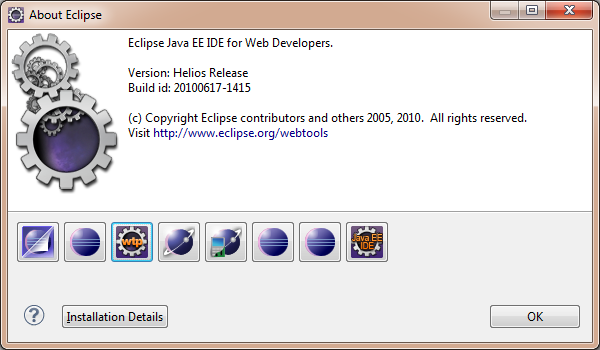 About Eclipse
Eclipse Java EE IDE for Web Developers.
Version: Helios Release
Build id: 20100617-1415
(c) Copyright Eclipse contributors and others 2005, 2010.  All rights reserved.
Visit http://www.eclipse.org/webtools
wtp
Java EE
IDE
?
Installation Details
OK